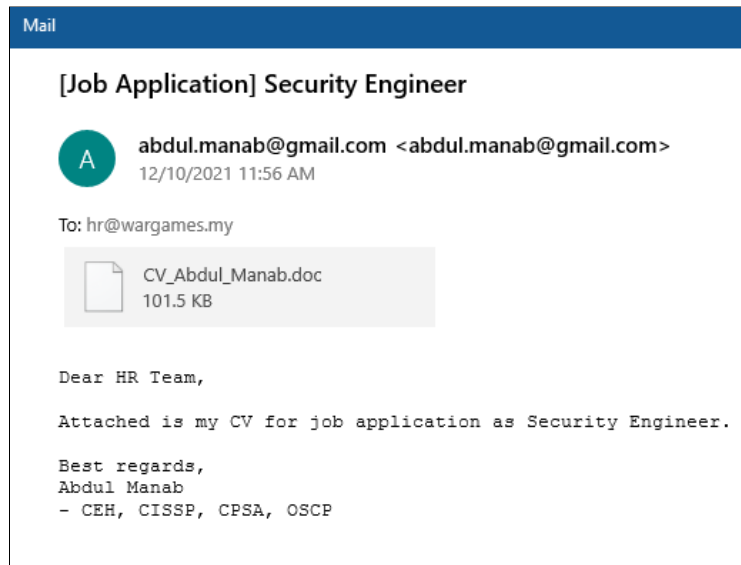 Mail
[Job Application] Security Engineer
A
abdul.manab@gmail.com <abdul.manab@gmail.com>
12/10/2021 11:56 AM
To: hr@wargames.my
CV_Abdul_Manab.doc
101.5 KB
Dear HR Team,
Attached is my CV for job application as Security Engineer.
Best regards,
Abdul Manab
- CEH, CISSP, CPSA, OSCP